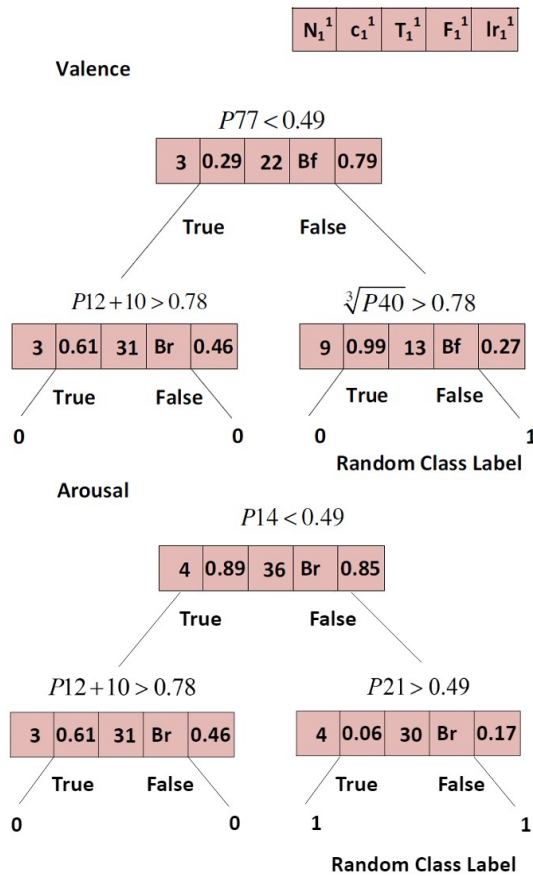 N₁¹ c₁¹ T₁¹ F₁¹ lr₁¹
Valence
P77 < 0.49
3 0.29 22 Bf 0.79
True False
P12+10 > 0.78 ∛P40 > 0.78
3 0.61 31 Br 0.46 9 0.99 13 Bf 0.27
True False True False
0 0 0 1
Random Class Label
Arousal
P14 < 0.49
4 0.89 36 Br 0.85
True False
P12+10 > 0.78 P21 > 0.49
3 0.61 31 Br 0.46 4 0.06 30 Br 0.17
True False True False
0 0 1 1
Random Class Label